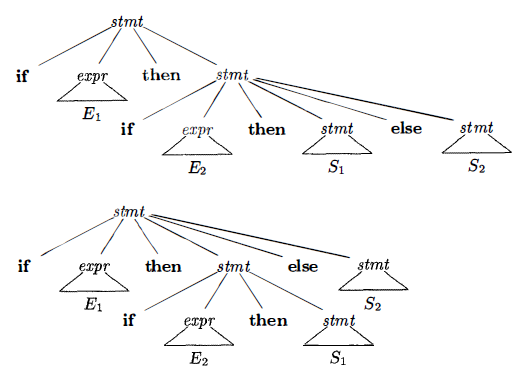 stmt
if expr then stmt
E1
if expr then stmt else stmt
E2 S1 S2
stmt
if expr then stmt else stmt
E1 S2
if expr then stmt
E2 S1